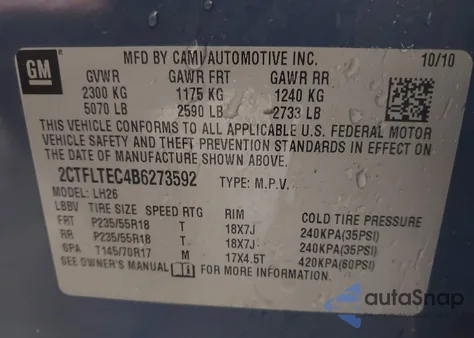 GM
MFD BY CAMI AUTOMOTIVE INC. 10/10
GVWR GAWR FRT GAWR RR
2300 KG 1175 KG 1240 KG
5070 LB 2590 LB 2733 LB
THIS VEHICLE CONFORMS TO ALL APPLICABLE U.S. FEDERAL MOTOR
VEHICLE SAFETY AND THEFT PREVENTION STANDARDS IN EFFECT ON
THE DATE OF MANUFACTURE SHOWN ABOVE.
2CTFLTEC4B6273592 TYPE: M.P.V.
MODEL: LH26
LBBV TIRE SIZE SPEED RTG RIM COLD TIRE PRESSURE
FRT P235/55R18 T 18X7J 240KPA(35PSI)
RR P235/55R18 T 18X7J 240KPA(35PSI)
SPA T145/70R17 M 17X4.5T 420KPA(60PSI)
SEE OWNER'S MANUAL FOR MORE INFORMATION
autoSnap